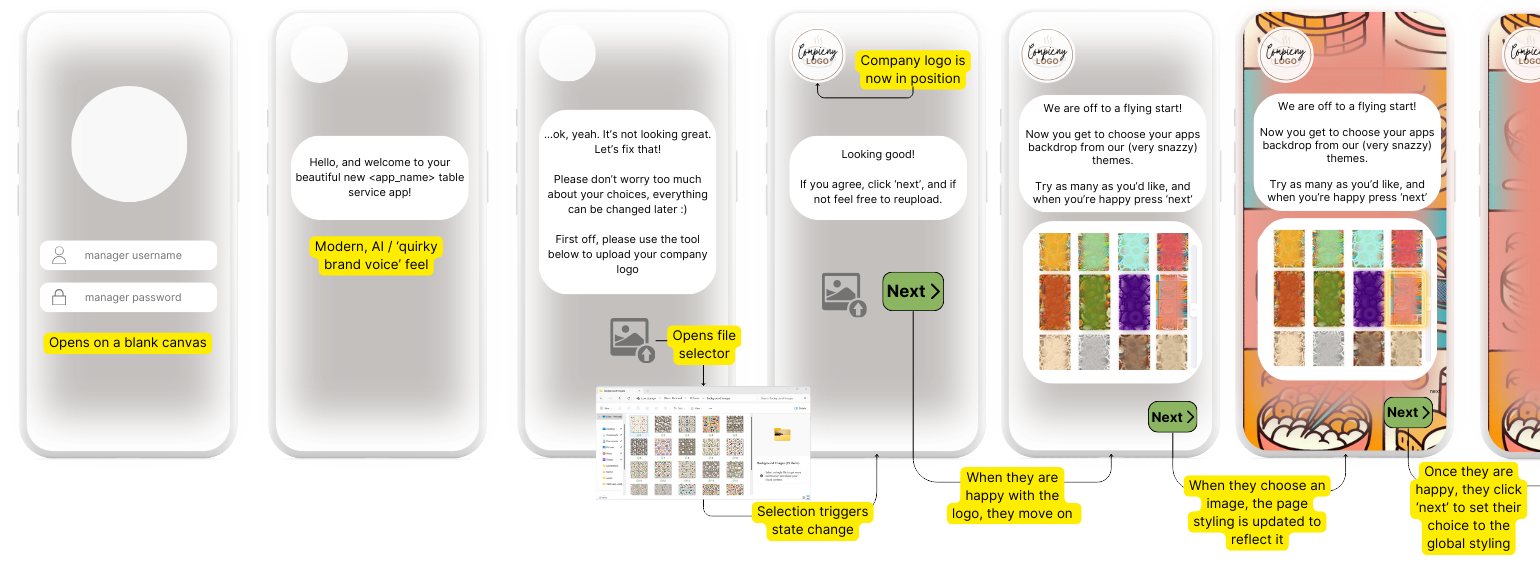 manager username
manager password
Opens on a blank canvas
Hello, and welcome to your
beautiful new <app_name> table
service app!
Modern, AI / ‘quirky
brand voice’ feel
...ok, yeah. It’s not looking great.
Let’s fix that!
Please don’t worry too much
about your choices, everything
can be changed later :)
First off, please use the tool
below to upload your company
logo
Opens file
selector
Selection triggers
state change
Company
LOGO
Company logo is
now in position
Looking good!
If you agree, click ‘next’, and if
not feel free to reupload.
Next
When they are
happy with the
logo, they move on
Company
LOGO
We are off to a flying start!
Now you get to choose your apps
backdrop from our (very snazzy)
themes.
Try as many as you’d like, and
when you’re happy press ‘next’
Next
When they choose an
image, the page
styling is updated to
reflect it
Company
LOGO
We are off to a flying start!
Now you get to choose your apps
backdrop from our (very snazzy)
themes.
Try as many as you’d like, and
when you’re happy press ‘next’
next
Next
Once they are
happy, they click
‘next’ to set their
choice to the
global styling
LOGO